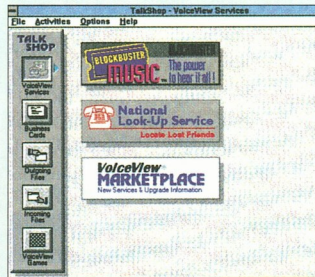 TalkShop - VoiceView Services
File Activities Options Help
TALK
SHOP
VoiceView
Services
Business
Cards
Outgoing
Files
Incoming
Files
VoiceView
Games
BLOCKBUSTER
MUSIC
BLOCKBUSTER
The power
to hear it all!
National
Look-Up Service
Locate Lost Friends
VoiceView
MARKETPLACE
New Services & Upgrade Information